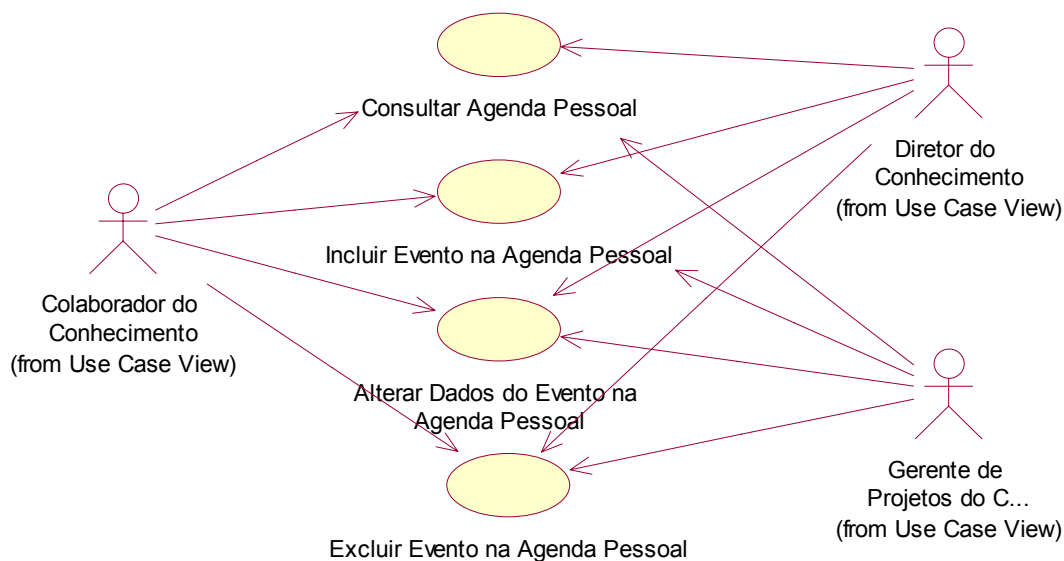 Consultar Agenda Pessoal
Diretor do
Conhecimento
(from Use Case View)
Incluir Evento na Agenda Pessoal
Colaborador do
Conhecimento
(from Use Case View)
Alterar Dados do Evento na
Agenda Pessoal
Gerente de
Projetos do C...
(from Use Case View)
Excluir Evento na Agenda Pessoal